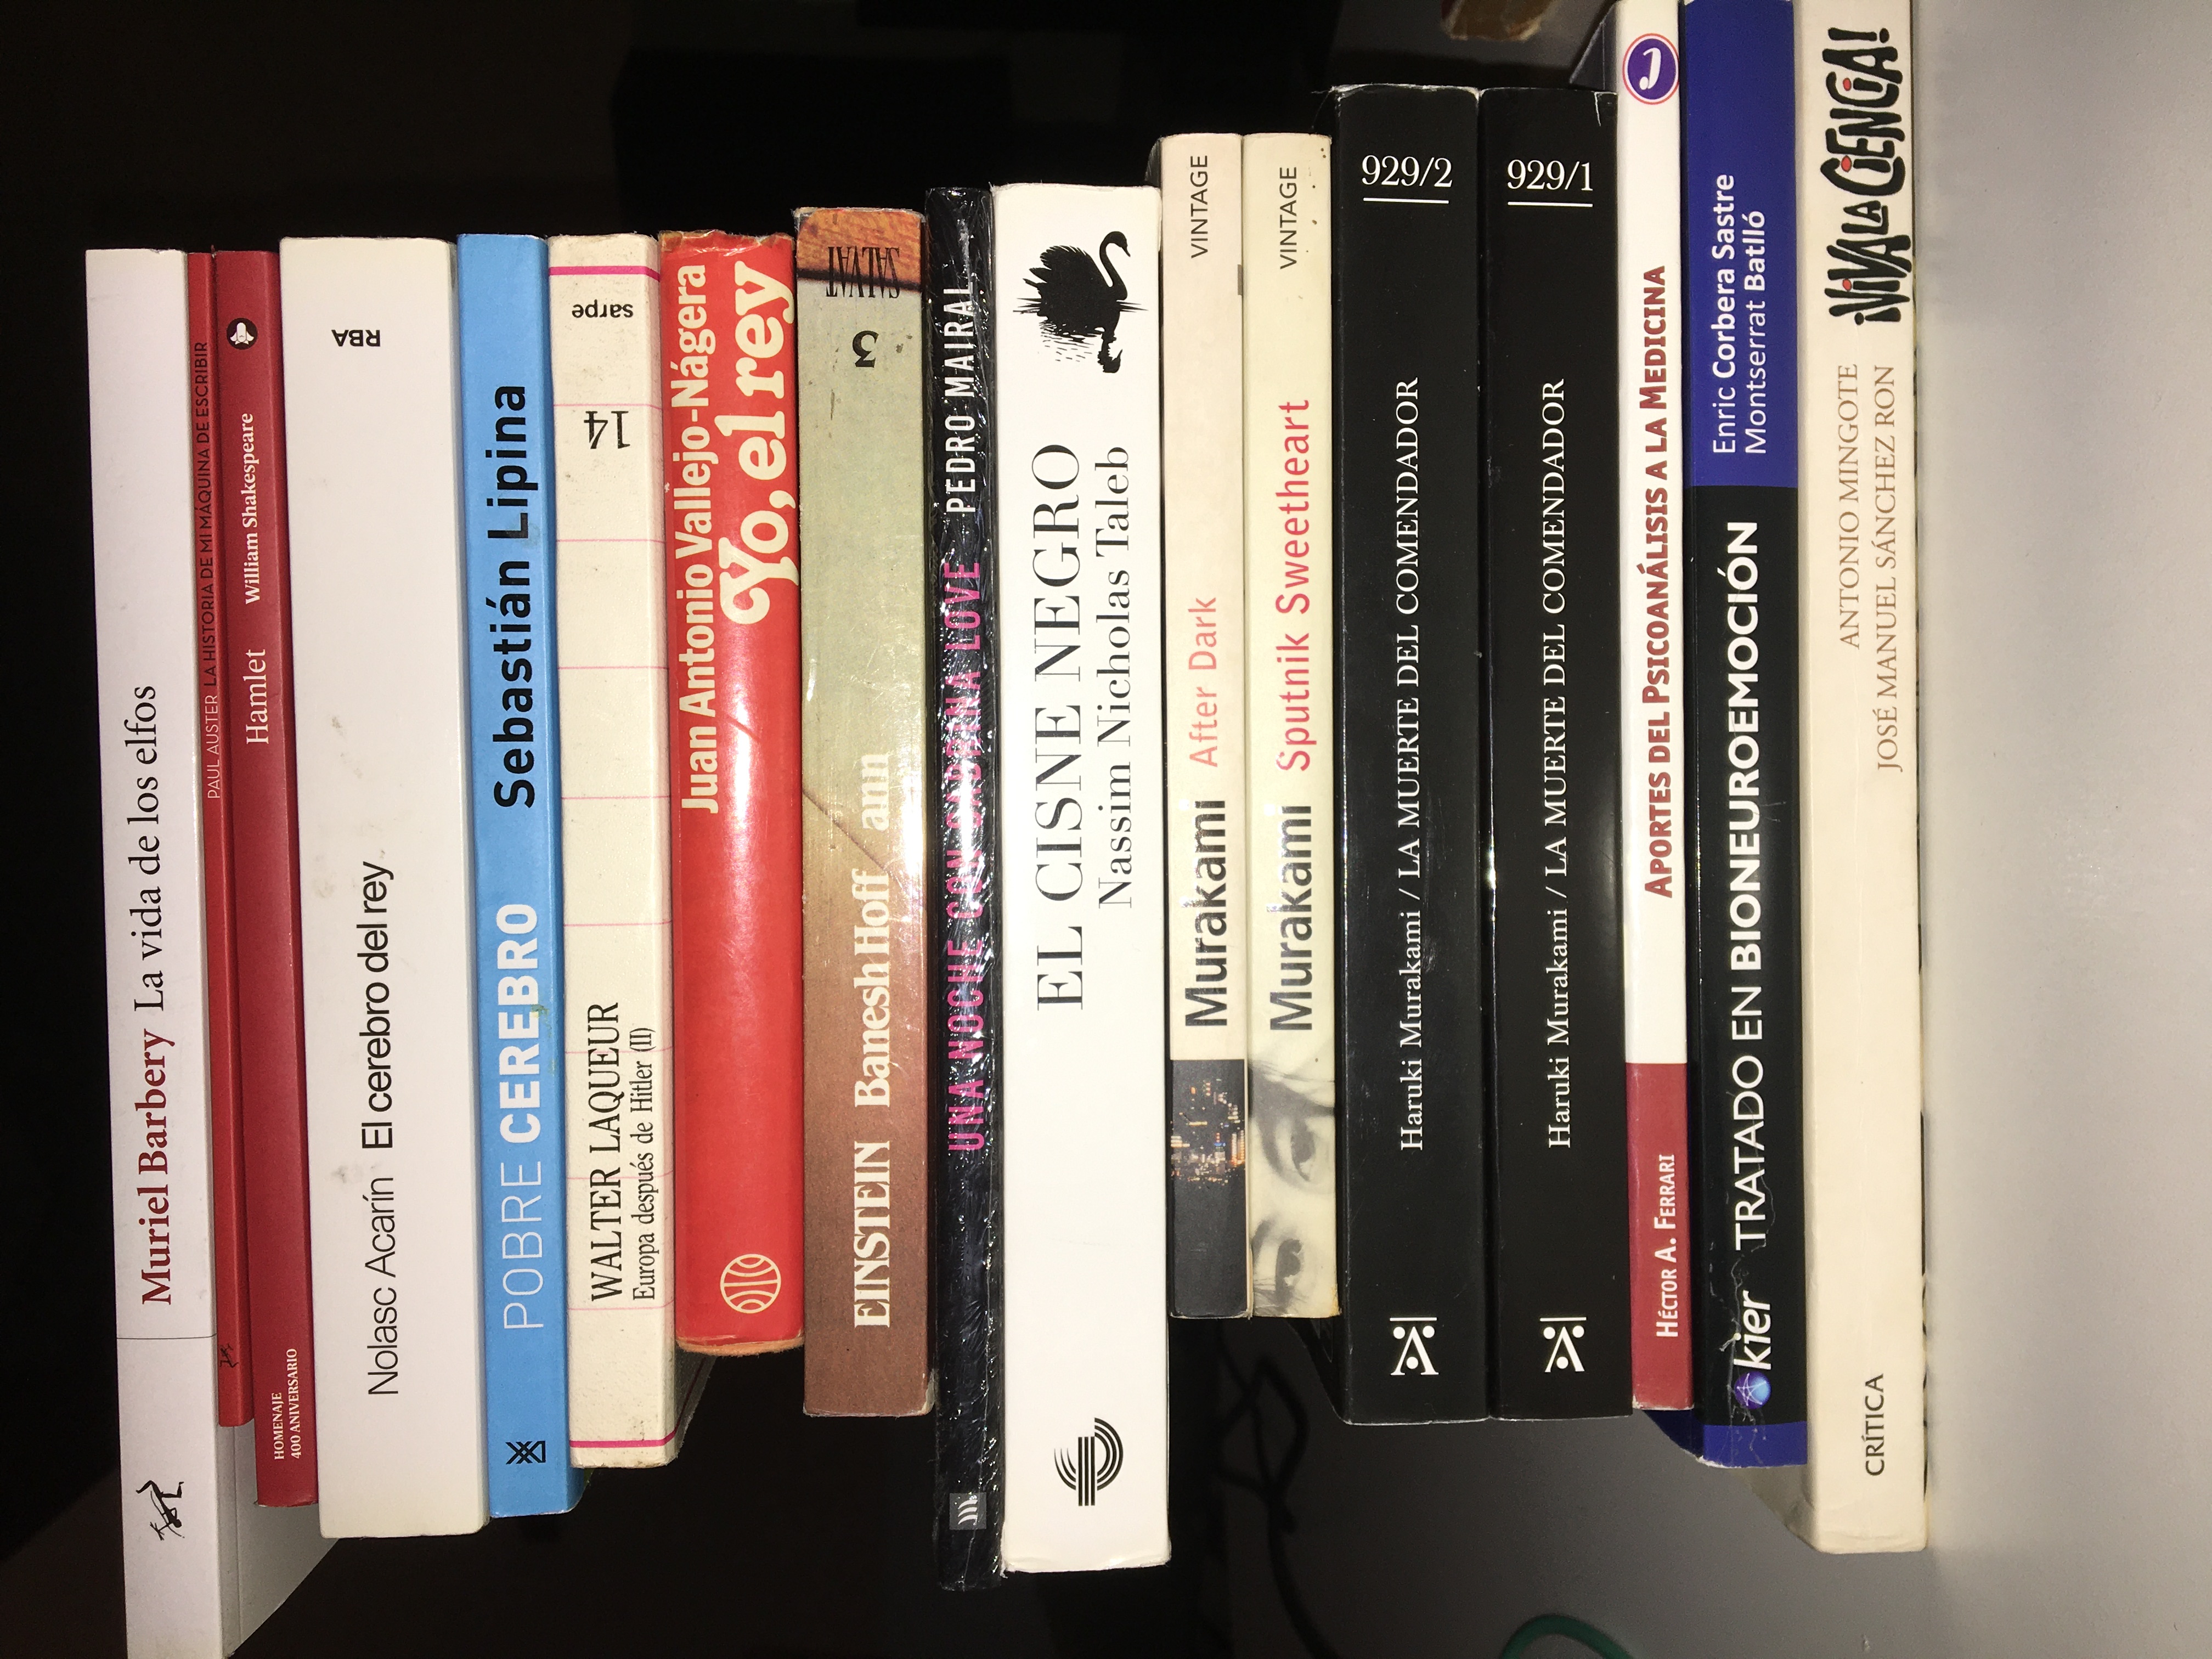 Muriel Barbery La vida de los elfos
PAUL AUSTER LA HISTORIA DE MI MÁQUINA DE ESCRIBIR
HOMENAJE
400 ANIVERSARIO
Hamlet William Shakespeare
Nolasc Acarín El cerebro del rey
RBA
POBRE CEREBRO Sebastián Lipina
WALTER LAQUEUR
Europa después de Hitler (II)
14
sarpe
Juan Antonio Vallejo-Nágera
Yo, el rey
EINSTEIN Banesh Hoff ann
3
SALVAT
SALVAT
UNA NOCHE CON SABRINA LOVE PEDRO MAIRAL
EL CISNE NEGRO
Nassim Nicholas Taleb
Murakami After Dark VINTAGE
Murakami Sputnik Sweetheart VINTAGE
V. Haruki Murakami / LA MUERTE DEL COMENDADOR 929/2
V. Haruki Murakami / LA MUERTE DEL COMENDADOR 929/1
HÉCTOR A. FERRARI APORTES DEL PSICOANÁLISIS A LA MEDICINA
kier TRATADO EN BIONEUROEMOCIÓN
Enric Corbera Sastre
Montserrat Batlló
CRÍTICA
ANTONIO MINGOTE
JOSÉ MANUEL SÁNCHEZ RON
¡VIVA LA CIENCIA!